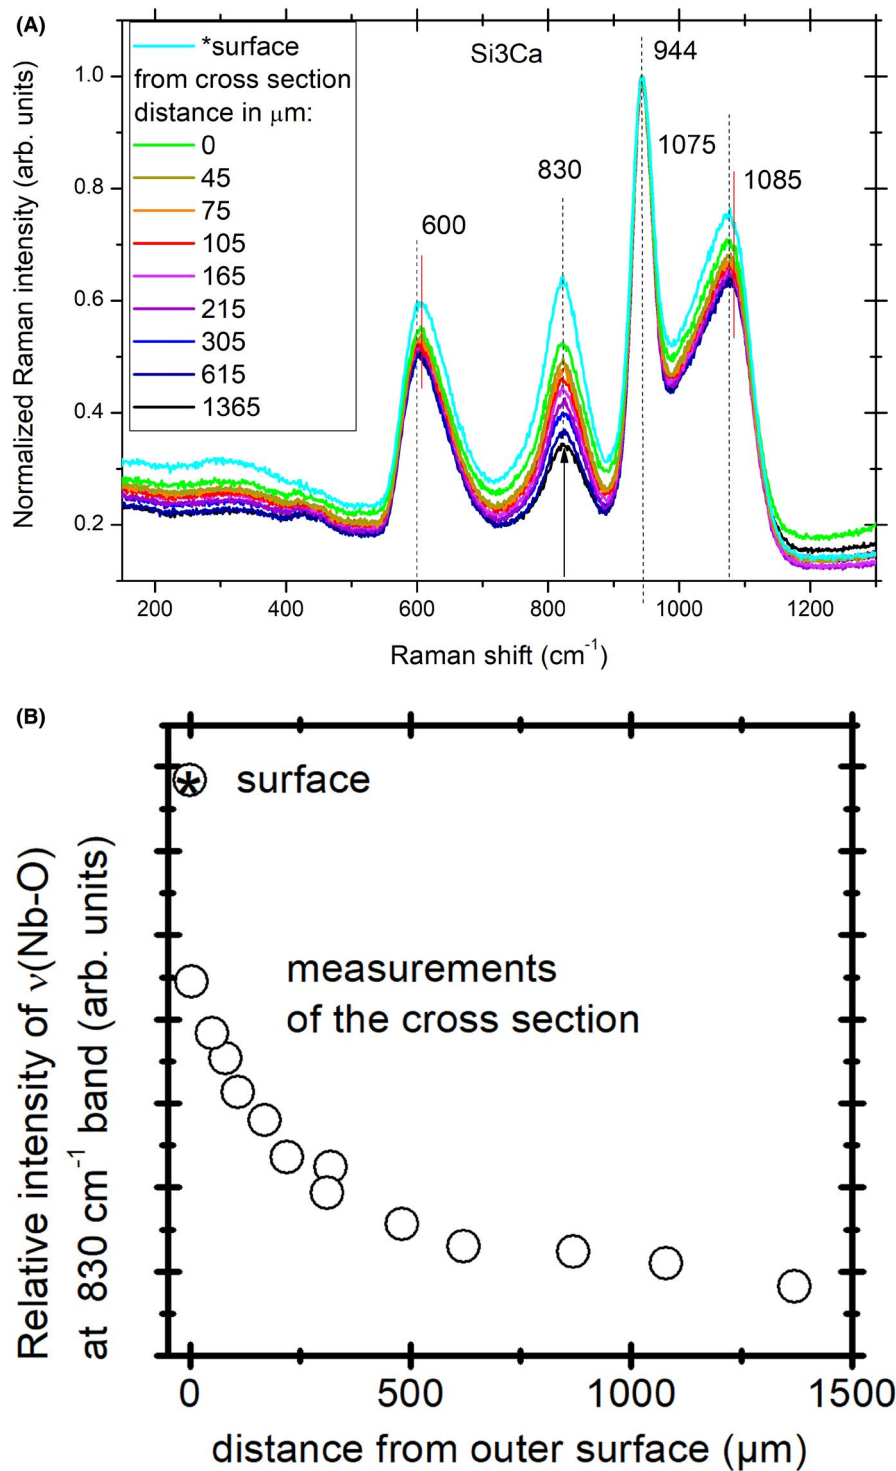 (A)
Normalized Raman intensity (arb. units)
*surface
from cross section
distance in μm:
0
45
75
105
165
215
305
615
1365
Si3Ca
600
830
944
1075
1085
1.0
0.8
0.6
0.4
0.2
200
400
600
800
1000
1200
Raman shift (cm-1)
(B)
Relative intensity of ν(Nb-O)
at 830 cm-1 band (arb. units)
* surface
measurements
of the cross section
0
500
1000
1500
distance from outer surface (μm)